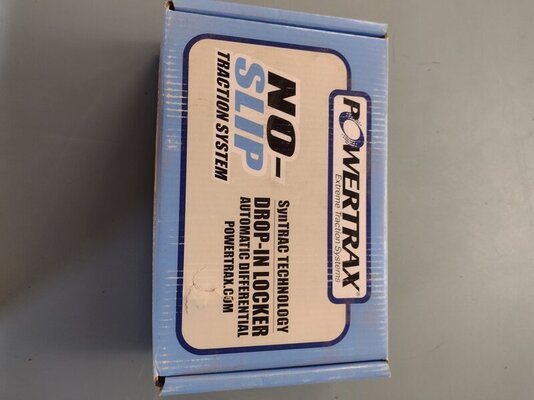 POWERTRAX®
Extreme Traction Systems
NO-
SLIP
TRACTION SYSTEM
SynTRAC TECHNOLOGY
DROP-IN LOCKER
AUTOMATIC DIFFERENTIAL
POWERTRAX.COM